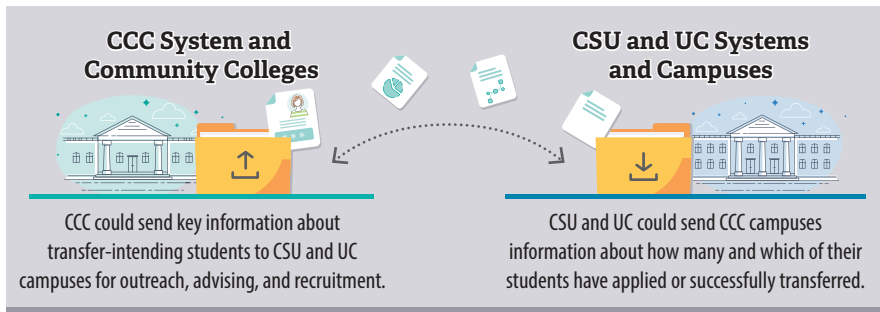 CCC System and
Community Colleges
CCC could send key information about
transfer-intending students to CSU and UC
campuses for outreach, advising, and recruitment.
CSU and UC Systems
and Campuses
CSU and UC could send CCC campuses
information about how many and which of their
students have applied or successfully transferred.